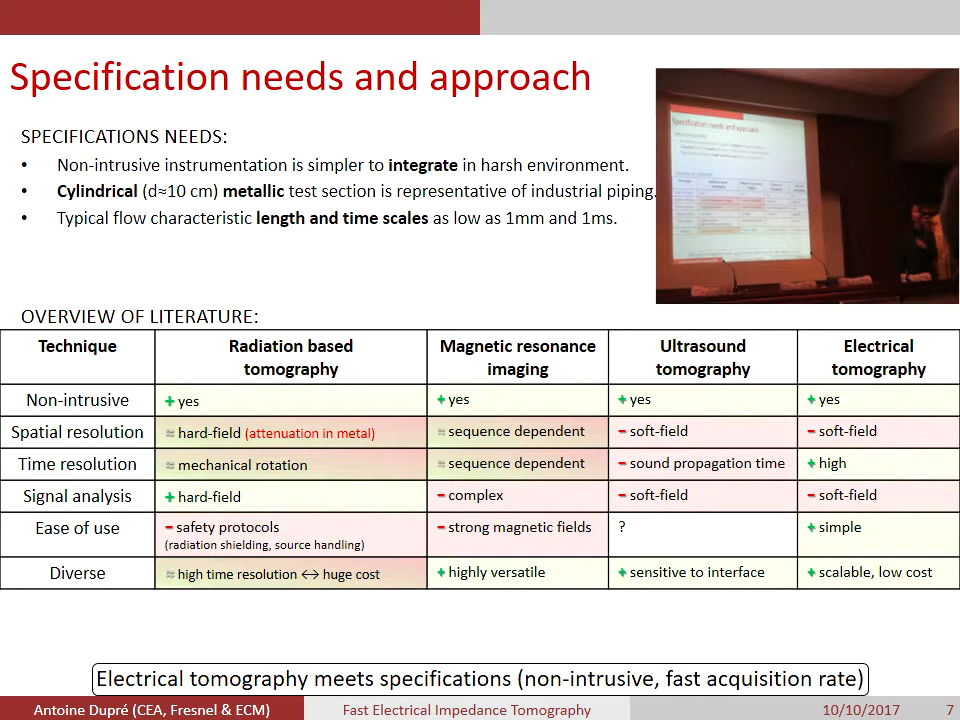 Specification needs and approach
SPECIFICATIONS NEEDS:
• Non-intrusive instrumentation is simpler to integrate in harsh environment.
• Cylindrical (d≈10 cm) metallic test section is representative of industrial piping.
• Typical flow characteristic length and time scales as low as 1mm and 1ms.
Specification needs and approach
OVERVIEW OF LITERATURE:
Technique
Radiation based
tomography
Magnetic resonance
imaging
Ultrasound
tomography
Electrical
tomography
Non-intrusive
+ yes
+ yes
+ yes
+ yes
Spatial resolution
≈ hard-field (attenuation in metal)
≈ sequence dependent
- soft-field
- soft-field
Time resolution
≈ mechanical rotation
≈ sequence dependent
- sound propagation time
+ high
Signal analysis
+ hard-field
- complex
- soft-field
- soft-field
Ease of use
- safety protocols
(radiation shielding, source handling)
- strong magnetic fields
?
+ simple
Diverse
≈ high time resolution ↔ huge cost
+ highly versatile
+ sensitive to interface
+ scalable, low cost
Electrical tomography meets specifications (non-intrusive, fast acquisition rate)
Antoine Dupré (CEA, Fresnel & ECM)
Fast Electrical Impedance Tomography
10/10/2017
7